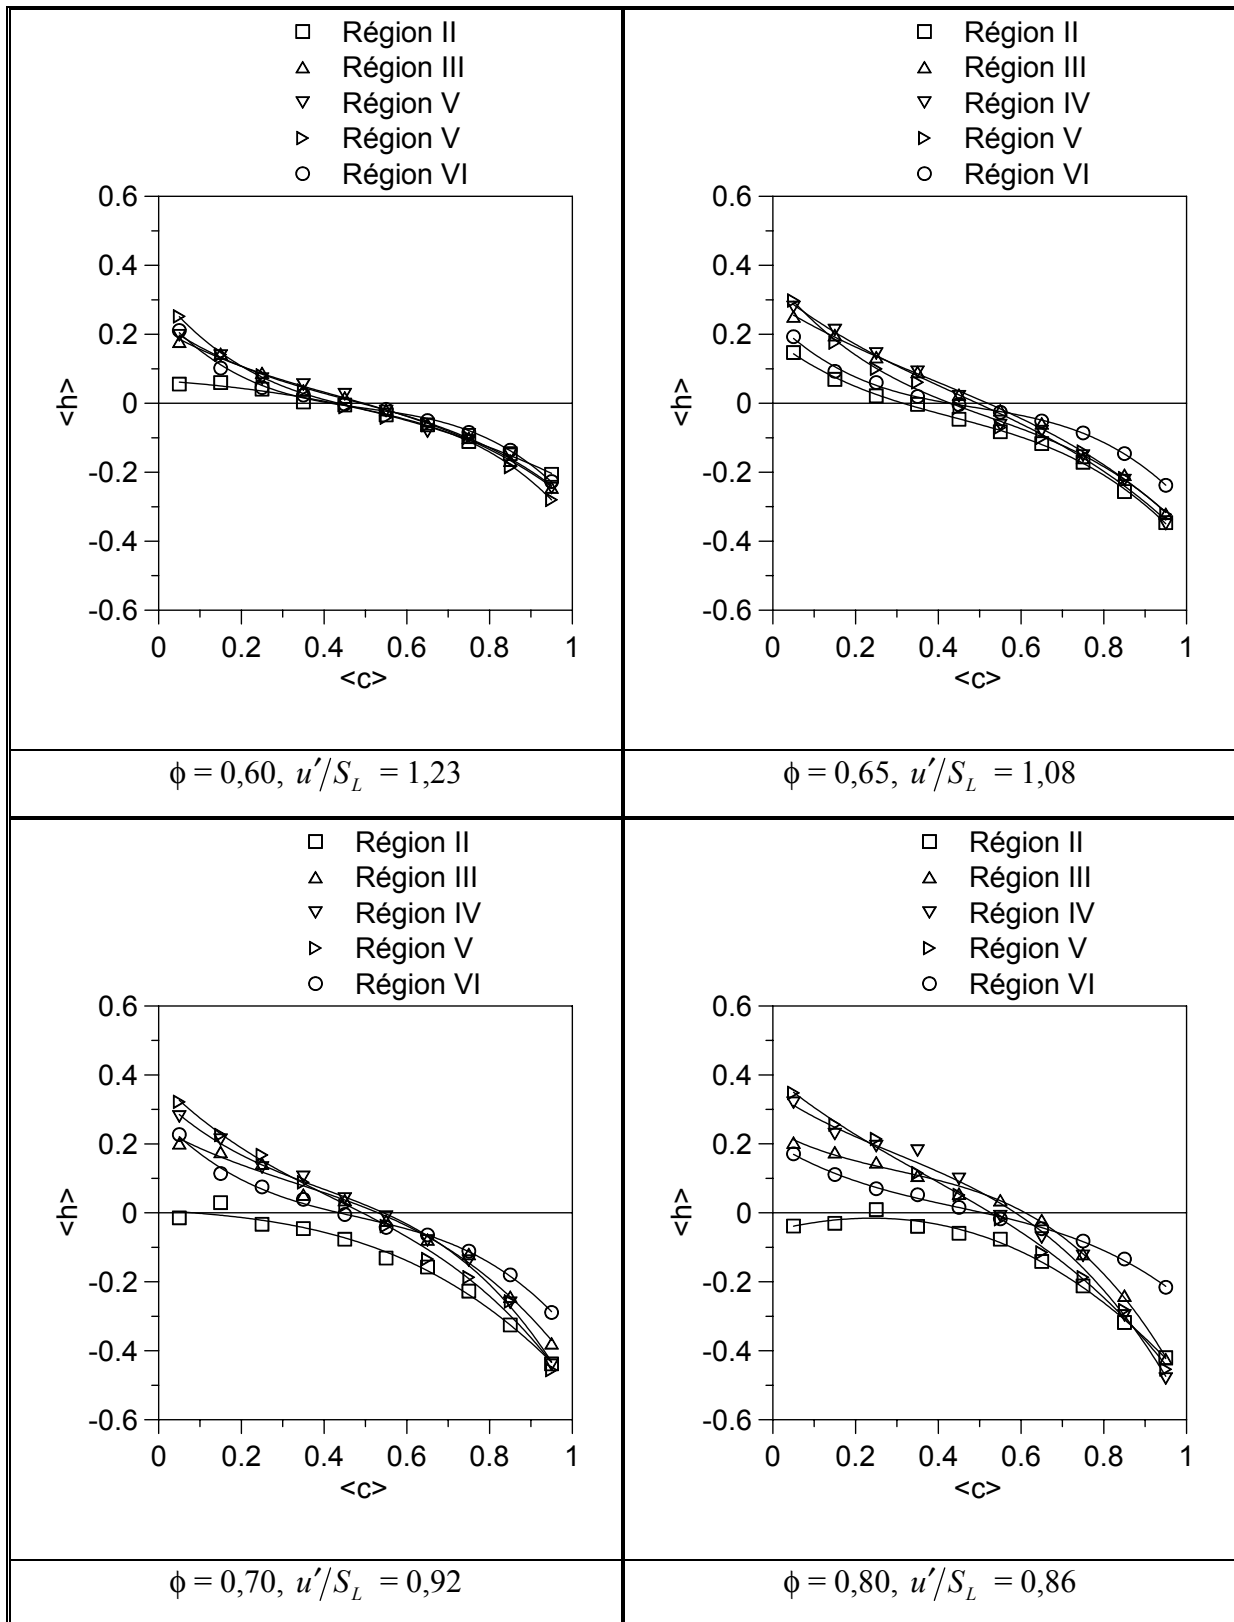 Région II
Région III
Région V
Région V
Région VI
0.6
0.4
0.2
0
-0.2
-0.4
-0.6
<h>
0 0.2 0.4 0.6 0.8 1
<c>
ϕ = 0,60, u′/S_L = 1,23
Région II
Région III
Région IV
Région V
Région VI
0.6
0.4
0.2
0
-0.2
-0.4
-0.6
<h>
0 0.2 0.4 0.6 0.8 1
<c>
ϕ = 0,65, u′/S_L = 1,08
Région II
Région III
Région IV
Région V
Région VI
0.6
0.4
0.2
0
-0.2
-0.4
-0.6
<h>
0 0.2 0.4 0.6 0.8 1
<c>
ϕ = 0,70, u′/S_L = 0,92
Région II
Région III
Région IV
Région V
Région VI
0.6
0.4
0.2
0
-0.2
-0.4
-0.6
<h>
0 0.2 0.4 0.6 0.8 1
<c>
ϕ = 0,80, u′/S_L = 0,86